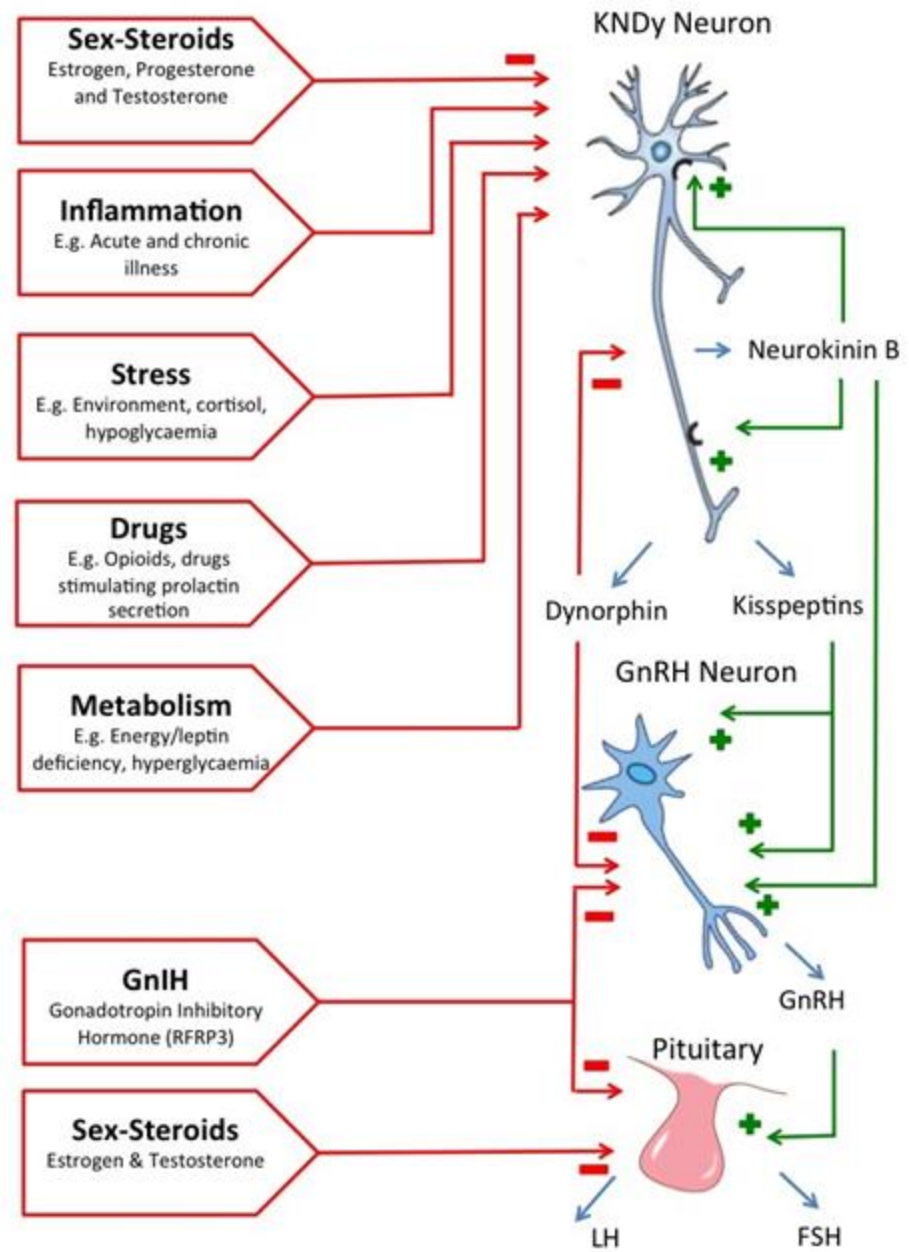 KNDy Neuron
Sex-Steroids
Estrogen, Progesterone
and Testosterone
Inflammation
E.g. Acute and chronic
illness
Stress
E.g. Environment, cortisol,
hypoglycaemia
Neurokinin B
Drugs
E.g. Opioids, drugs
stimulating prolactin
secretion
Dynorphin
Kisspeptins
GnRH Neuron
Metabolism
E.g. Energy/leptin
deficiency, hyperglycaemia
GnIH
Gonadotropin Inhibitory
Hormone (RFRP3)
GnRH
Pituitary
Sex-Steroids
Estrogen & Testosterone
LH
FSH